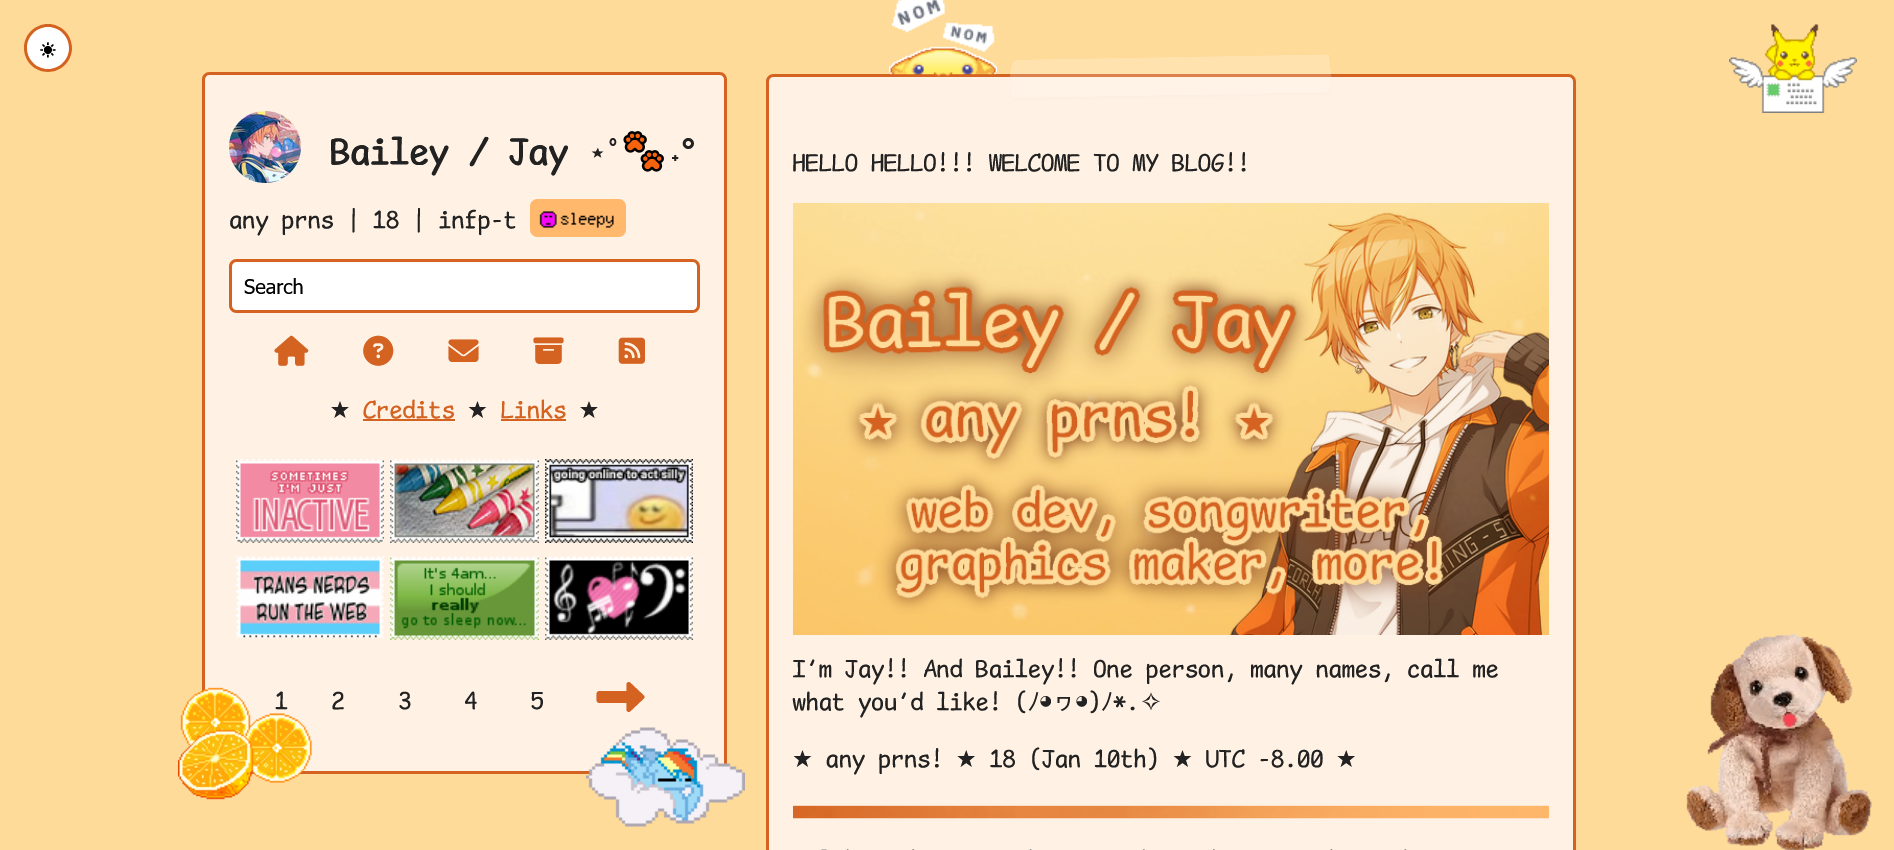 NOM
NOM
Bailey / Jay ⋆˚🐾˖°
any prns | 18 | infp-t
sleepy
Search
★ Credits ★ Links ★
SOMETIMES
I'M JUST
INACTIVE
going online to act silly
TRANS NERDS
RUN THE WEB
It's 4am...
I should
really
go to sleep now...
1 2 3 4 5
HELLO HELLO!!! WELCOME TO MY BLOG!!
Bailey / Jay
★ any prns! ★
web dev, songwriter,
graphics maker, more!
I'm Jay!! And Bailey!! One person, many names, call me
what you'd like! (ﾉ◕ヮ◕)ﾉ*.✧
★ any prns! ★ 18 (Jan 10th) ★ UTC -8.00 ★